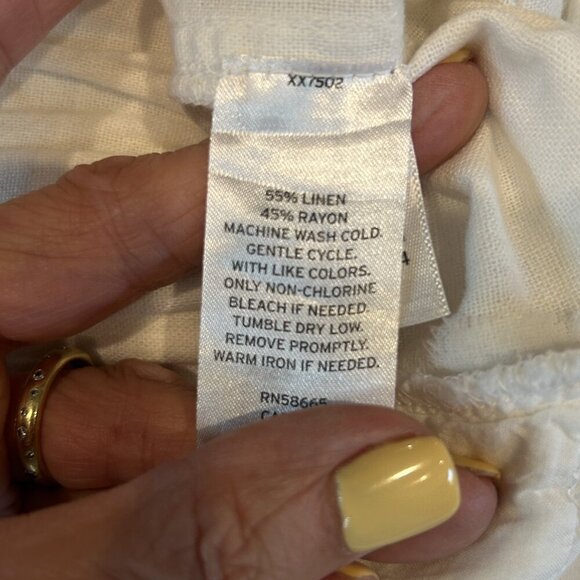 XX7502
55% LINEN
45% RAYON
MACHINE WASH COLD.
GENTLE CYCLE.
WITH LIKE COLORS.
ONLY NON-CHLORINE
BLEACH IF NEEDED.
TUMBLE DRY LOW.
REMOVE PROMPTLY.
WARM IRON IF NEEDED.
RN58665